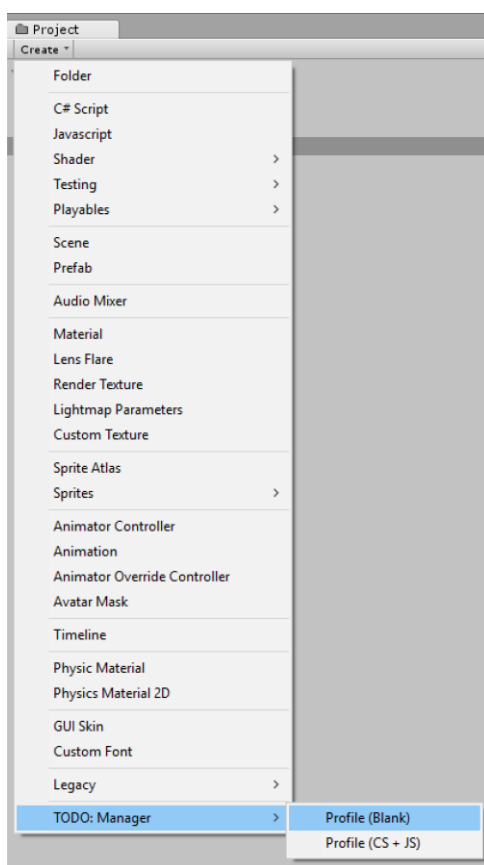 Project
Create
Folder
C# Script
Javascript
Shader
Testing
Playables
Scene
Prefab
Audio Mixer
Material
Lens Flare
Render Texture
Lightmap Parameters
Custom Texture
Sprite Atlas
Sprites
Animator Controller
Animation
Animator Override Controller
Avatar Mask
Timeline
Physic Material
Physics Material 2D
GUI Skin
Custom Font
Legacy
TODO: Manager
Profile (Blank)
Profile (CS + JS)